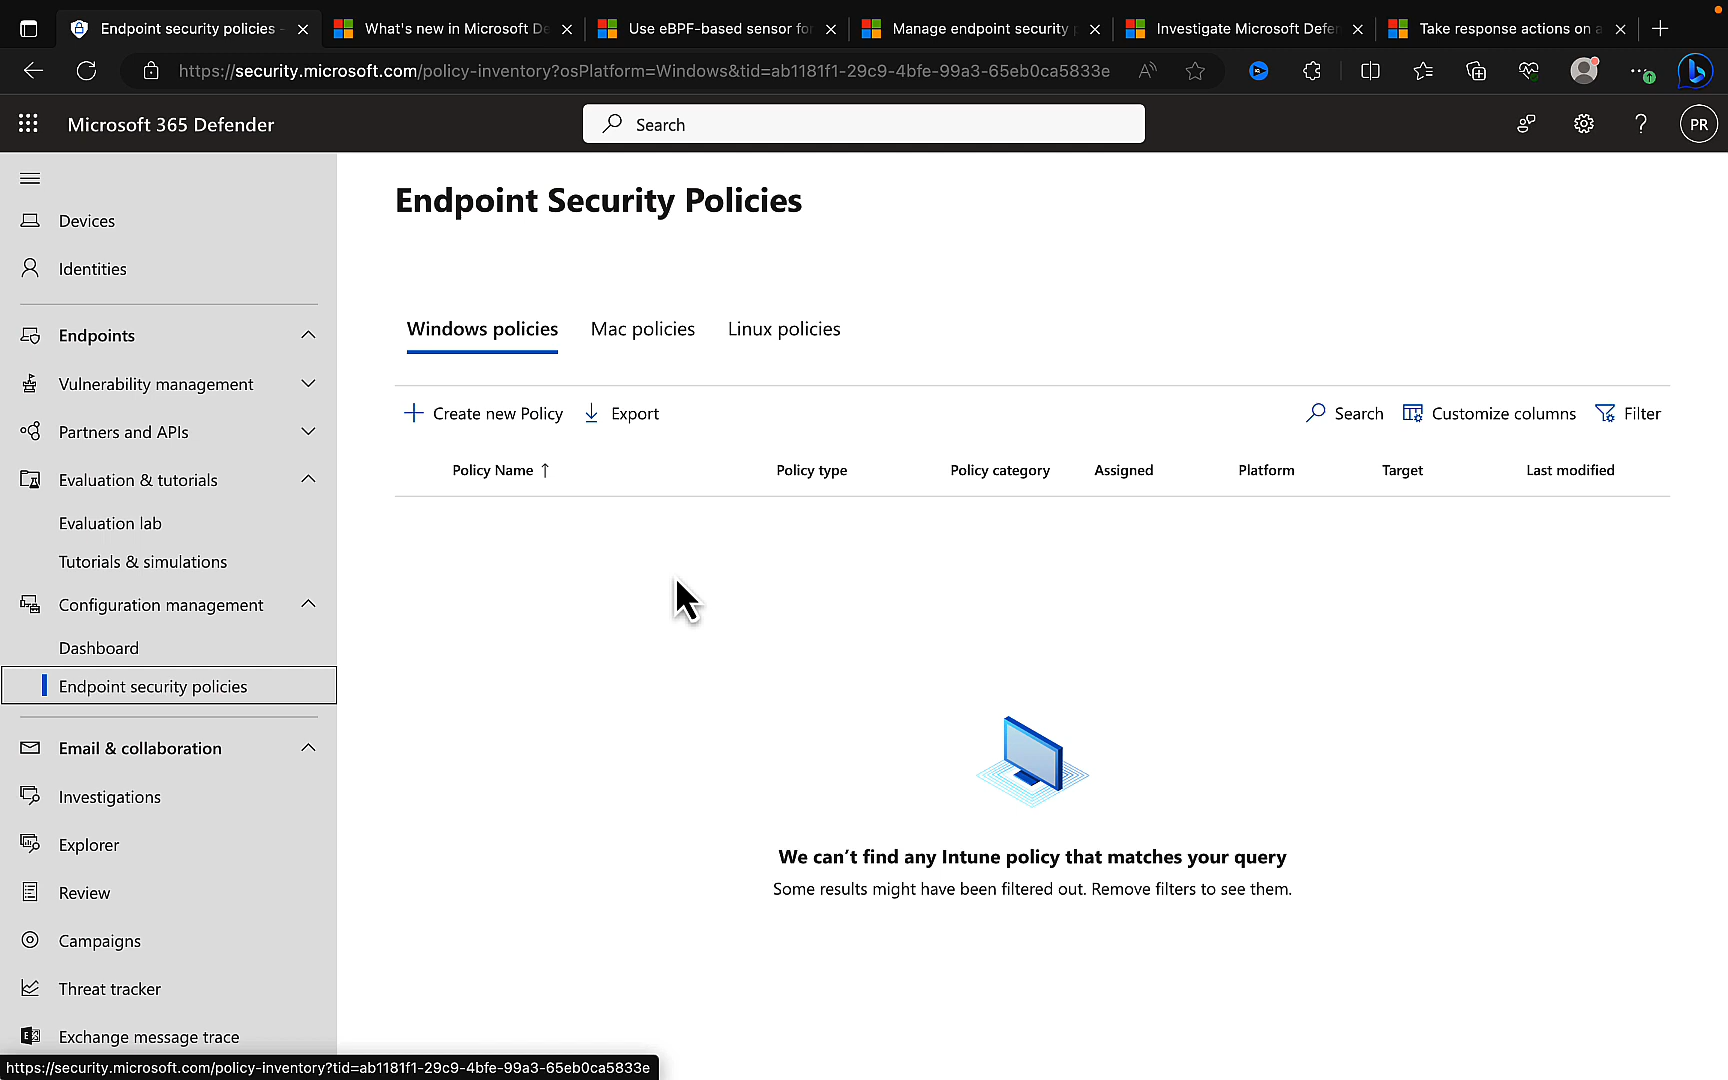 Endpoint security policies -
What's new in Microsoft De
Use eBPF-based sensor for
Manage endpoint security p
Investigate Microsoft Defen
Take response actions on a
https://security.microsoft.com/policy-inventory?osPlatform=Windows&tid=ab1181f1-29c9-4bfe-99a3-65eb0ca5833e
Microsoft 365 Defender
Search
PR
Devices
Identities
Endpoints
Vulnerability management
Partners and APIs
Evaluation & tutorials
Evaluation lab
Tutorials & simulations
Configuration management
Dashboard
Endpoint security policies
Email & collaboration
Investigations
Explorer
Review
Campaigns
Threat tracker
Exchange message trace
Endpoint Security Policies
Windows policies Mac policies Linux policies
Create new Policy Export Search Customize columns Filter
Policy Name ↑ Policy type Policy category Assigned Platform Target Last modified
We can’t find any Intune policy that matches your query
Some results might have been filtered out. Remove filters to see them.
https://security.microsoft.com/policy-inventory?tid=ab1181f1-29c9-4bfe-99a3-65eb0ca5833e